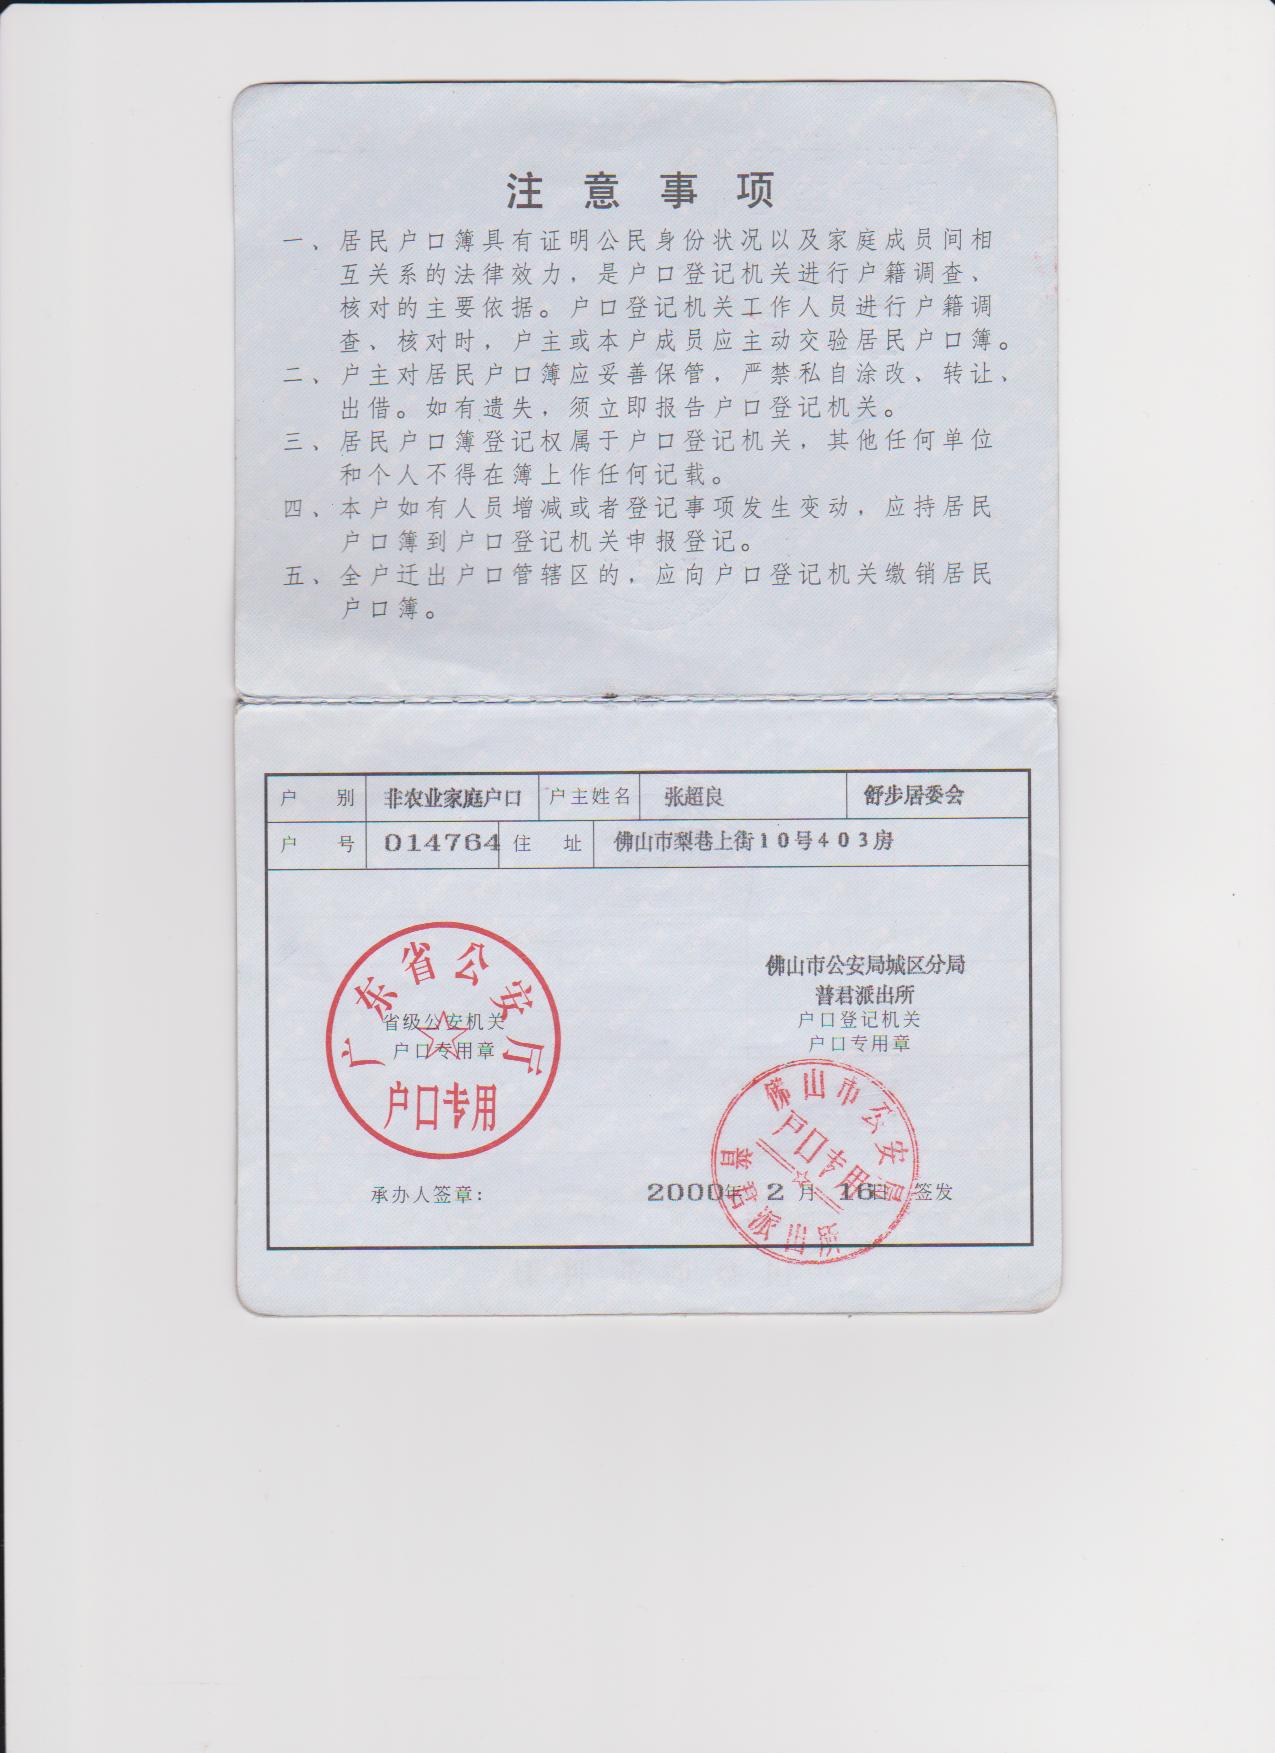 注意事项
一、居民户口簿具有证明公民身份状况以及家庭成员间相
互关系的法律效力，是户口登记机关进行户籍调查、
核对的主要依据。户口登记机关工作人员进行户籍调
查、核对时，户主或本户成员应主动交验居民户口簿。
二、户主对居民户口簿应妥善保管，严禁私自涂改、转让、
出借。如有遗失，须立即报告户口登记机关。
三、居民户口簿登记权属于户口登记机关，其他任何单位
和个人不得在簿上作任何记载。
四、本户如有人员增减或者登记事项发生变动，应持居民
户口簿到户口登记机关申报登记。
五、全户迁出户口管辖区的，应向户口登记机关缴销居民
户口簿。
户别 非农业家庭户口 户主姓名 张超良 舒步居委会
户号 014764 住址 佛山市梨巷上街10号403房
广东省公安厅
省级公安机关
户口专用章
户口专用
佛山市公安局城区分局
普君派出所
户口登记机关
户口专用章
佛山市公安局
户口专用
派出所
承办人签章：
2000年 2 月 16日 签发